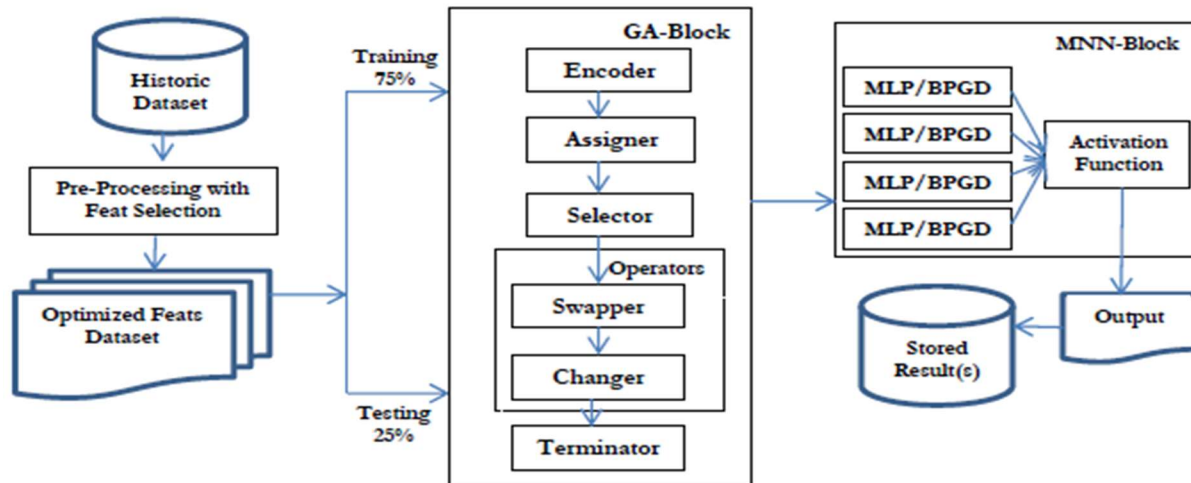 Historic
Dataset
Pre-Processing with
Feat Selection
Optimized Feats
Dataset
Training
75%
Testing
25%
GA-Block
Encoder
Assigner
Selector
Operators
Swapper
Changer
Terminator
MNN-Block
MLP/BPGD
MLP/BPGD
MLP/BPGD
MLP/BPGD
Activation
Function
Output
Stored
Result(s)